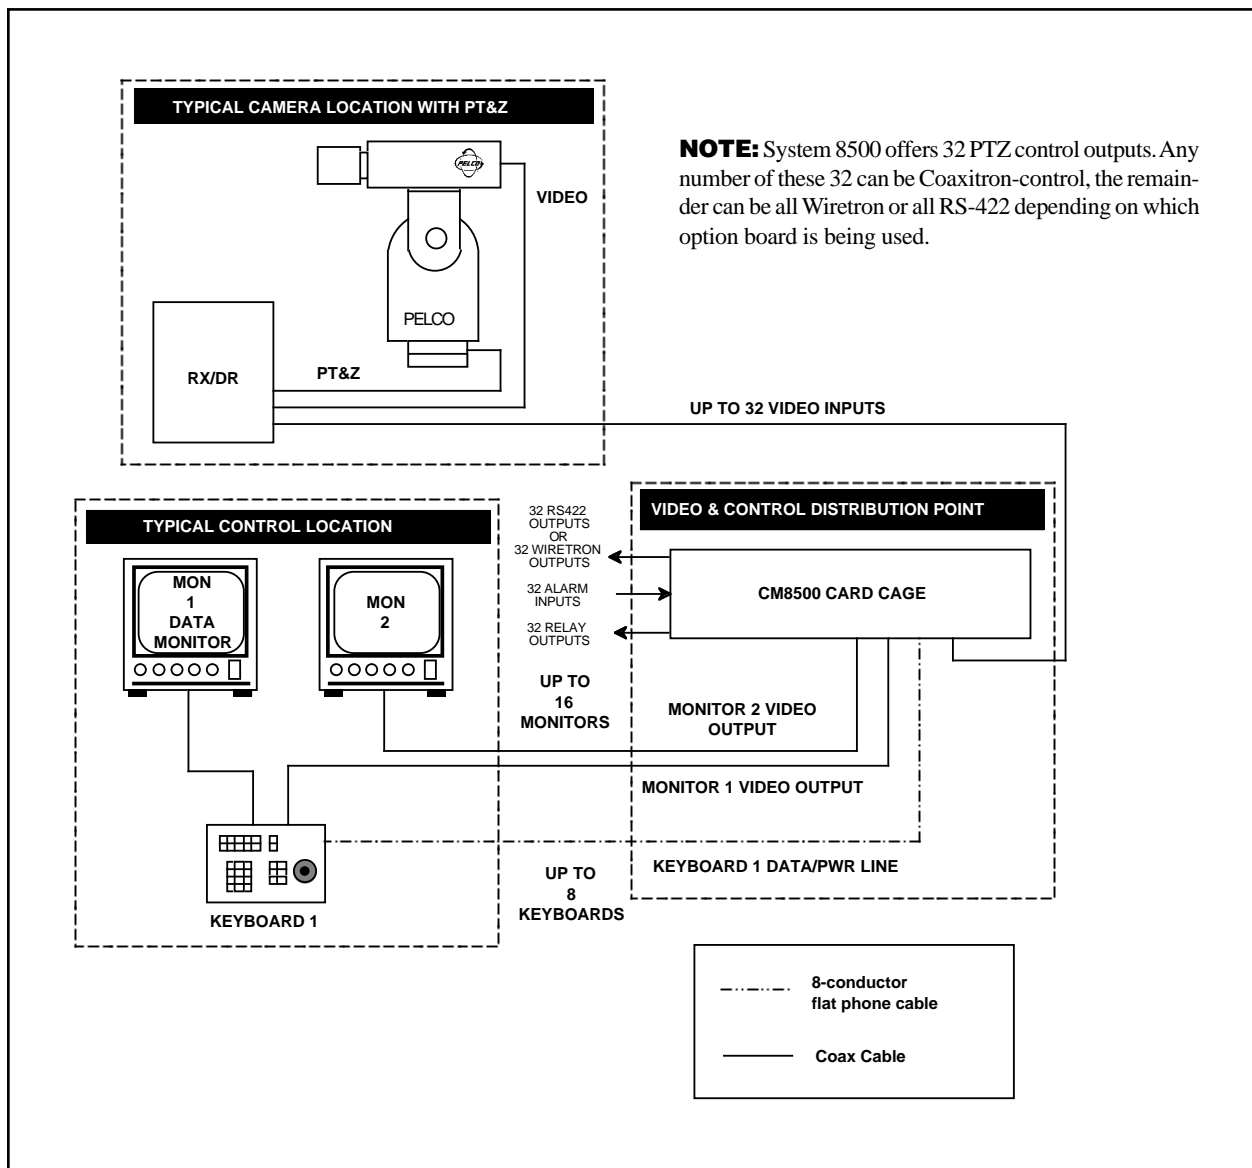 TYPICAL CAMERA LOCATION WITH PT&Z
PELCO
VIDEO
PELCO
RX/DR
PT&Z
NOTE: System 8500 offers 32 PTZ control outputs. Any
number of these 32 can be Coaxitron-control, the remain-
der can be all Wiretron or all RS-422 depending on which
option board is being used.
UP TO 32 VIDEO INPUTS
TYPICAL CONTROL LOCATION
MON
1
DATA
MONITOR
MON
2
32 RS422
OUTPUTS
OR
32 WIRETRON
OUTPUTS
32 ALARM
INPUTS
32 RELAY
OUTPUTS
UP TO
16
MONITORS
VIDEO & CONTROL DISTRIBUTION POINT
CM8500 CARD CAGE
MONITOR 2 VIDEO
OUTPUT
MONITOR 1 VIDEO OUTPUT
KEYBOARD 1 DATA/PWR LINE
UP TO
8
KEYBOARDS
KEYBOARD 1
8-conductor
flat phone cable
Coax Cable